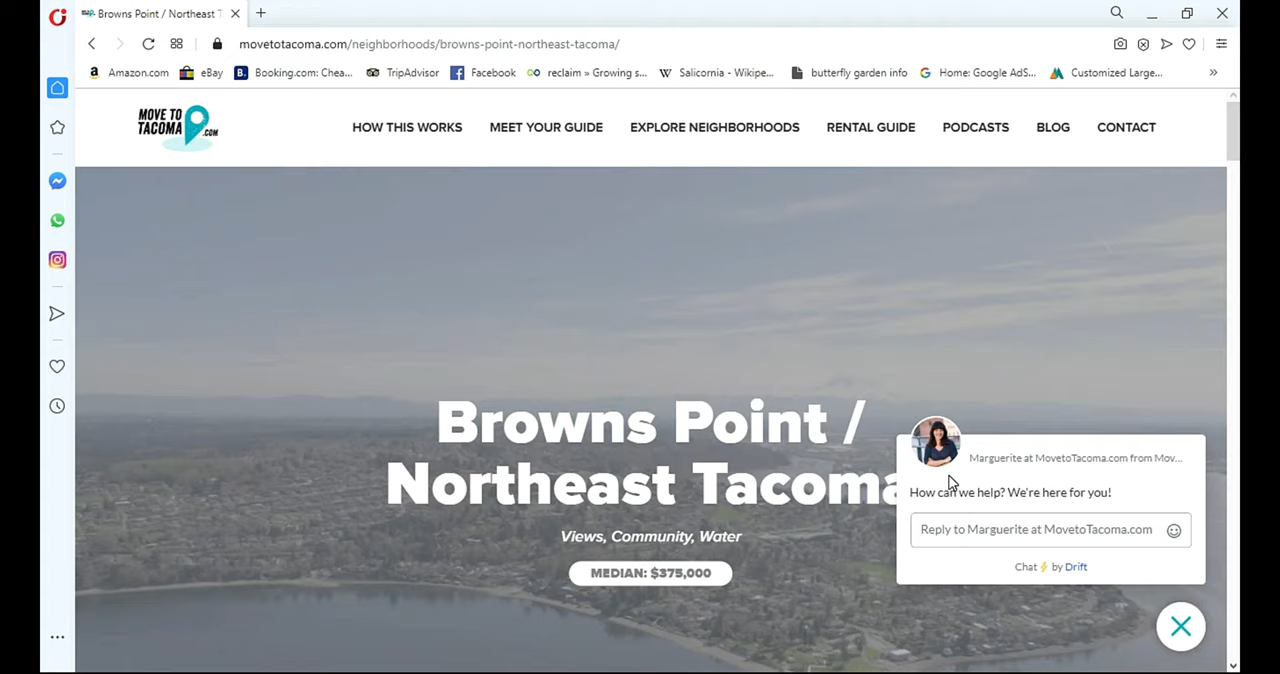 Browns Point / Northeast T
movetotacoma.com/neighborhoods/browns-point-northeast-tacoma/
Amazon.com eBay Booking.com: Chea... TripAdvisor Facebook reclaim » Growing s... Salicornia - Wikipe... butterfly garden info Home: Google AdS... Customized Large...
MOVE TO
TACOMA
.COM
HOW THIS WORKS MEET YOUR GUIDE EXPLORE NEIGHBORHOODS RENTAL GUIDE PODCASTS BLOG CONTACT
Browns Point /
Northeast Tacoma
Views, Community, Water
MEDIAN: $375,000
Marguerite at MovetoTacoma.com from Mov...
How can we help? We're here for you!
Reply to Marguerite at MovetoTacoma.com
Chat ⚡ by Drift